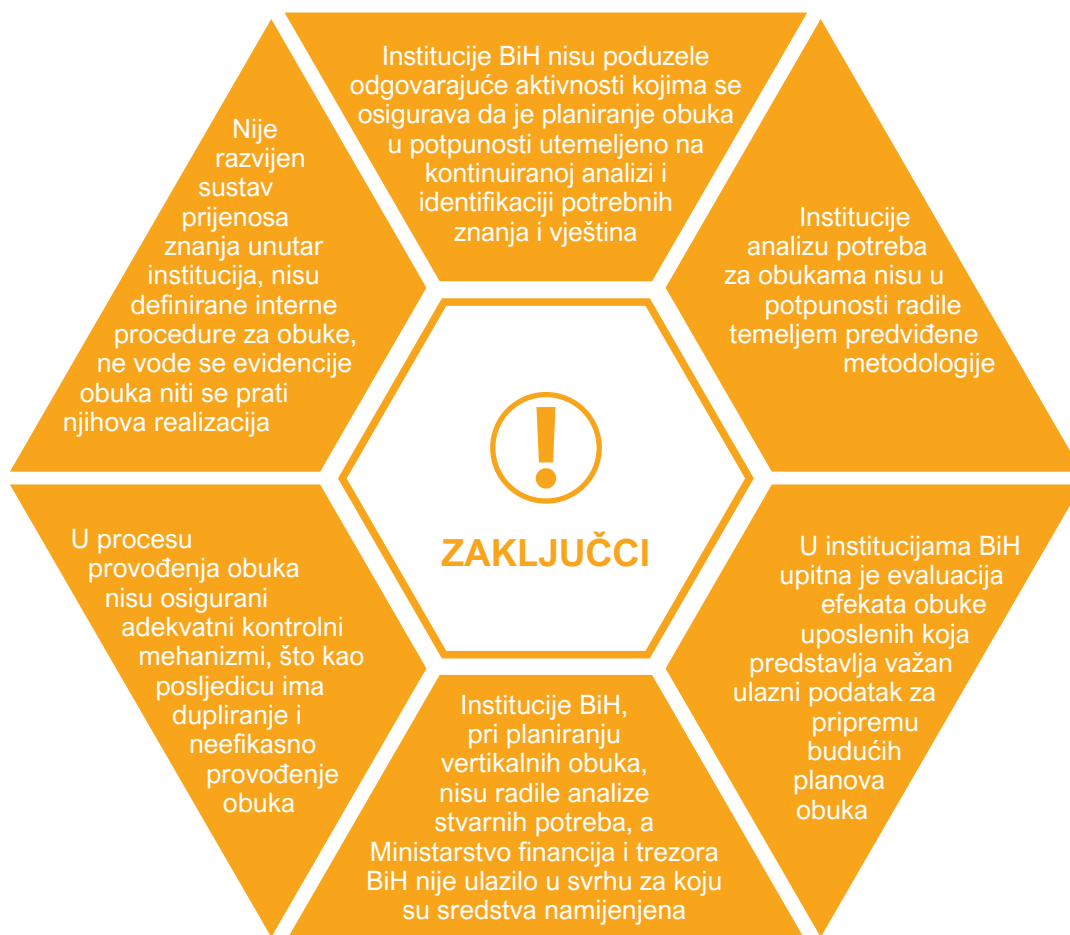 Institucije BiH nisu poduzele
odgovarajuće aktivnosti kojima se
osigurava da je planiranje obuka
u potpunosti utemeljeno na
kontinuiranoj analizi i
identifikaciji potrebnih
znanja i vještina
Institucije
analizu potreba
za obukama nisu u
potpunosti radile
temeljem predviđene
metodologije
U institucijama BiH
upitna je evaluacija
efekata obuke
uposlenih koja
predstavlja važan
ulazni podatak za
pripremu
budućih
planova
obuka
Institucije BiH,
pri planiranju
vertikalnih obuka,
nisu radile analize
stvarnih potreba, a
Ministarstvo financija i trezora
BiH nije ulazilo u svrhu za koju
su sredstva namijenjena
U procesu
provođenja obuka
nisu osigurani
adekvatni kontrolni
mehanizmi, što kao
posljedicu ima
dupliranje i
neefikasno
provođenje
obuka
Nije
razvijen
sustav
prijenosa
znanja unutar
institucija, nisu
definirane interne
procedure za obuke,
ne vode se evidencije
obuka niti se prati
njihova realizacija
!
ZAKLJUČCI